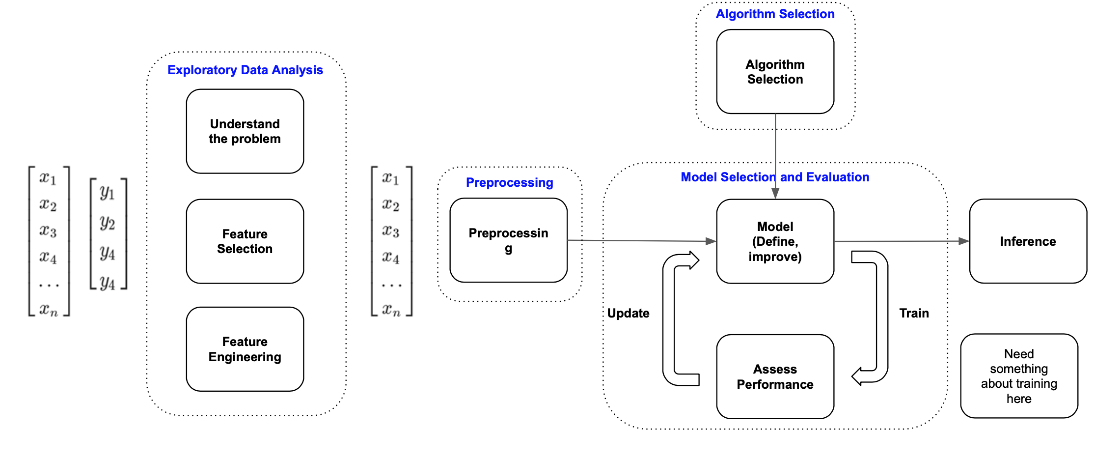 Algorithm Selection
Algorithm
Selection
Exploratory Data Analysis
Understand
the problem
Feature
Selection
Feature
Engineering
x1
x2
x3
x4
...
xn
y1
y2
y4
y4
x1
x2
x3
x4
...
xn
Preprocessing
Preprocessin
g
Model Selection and Evaluation
Model
(Define,
improve)
Update
Train
Assess
Performance
Inference
Need
something
about training
here